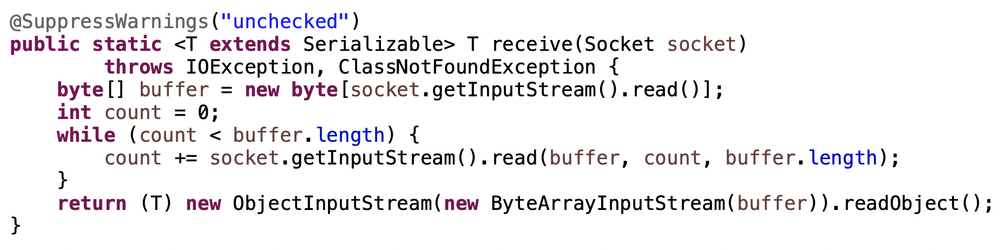 @SuppressWarnings("unchecked")
public static <T extends Serializable> T receive(Socket socket)
        throws IOException, ClassNotFoundException {
    byte[] buffer = new byte[socket.getInputStream().read()];
    int count = 0;
    while (count < buffer.length) {
        count += socket.getInputStream().read(buffer, count, buffer.length);
    }
    return (T) new ObjectInputStream(new ByteArrayInputStream(buffer)).readObject();
}